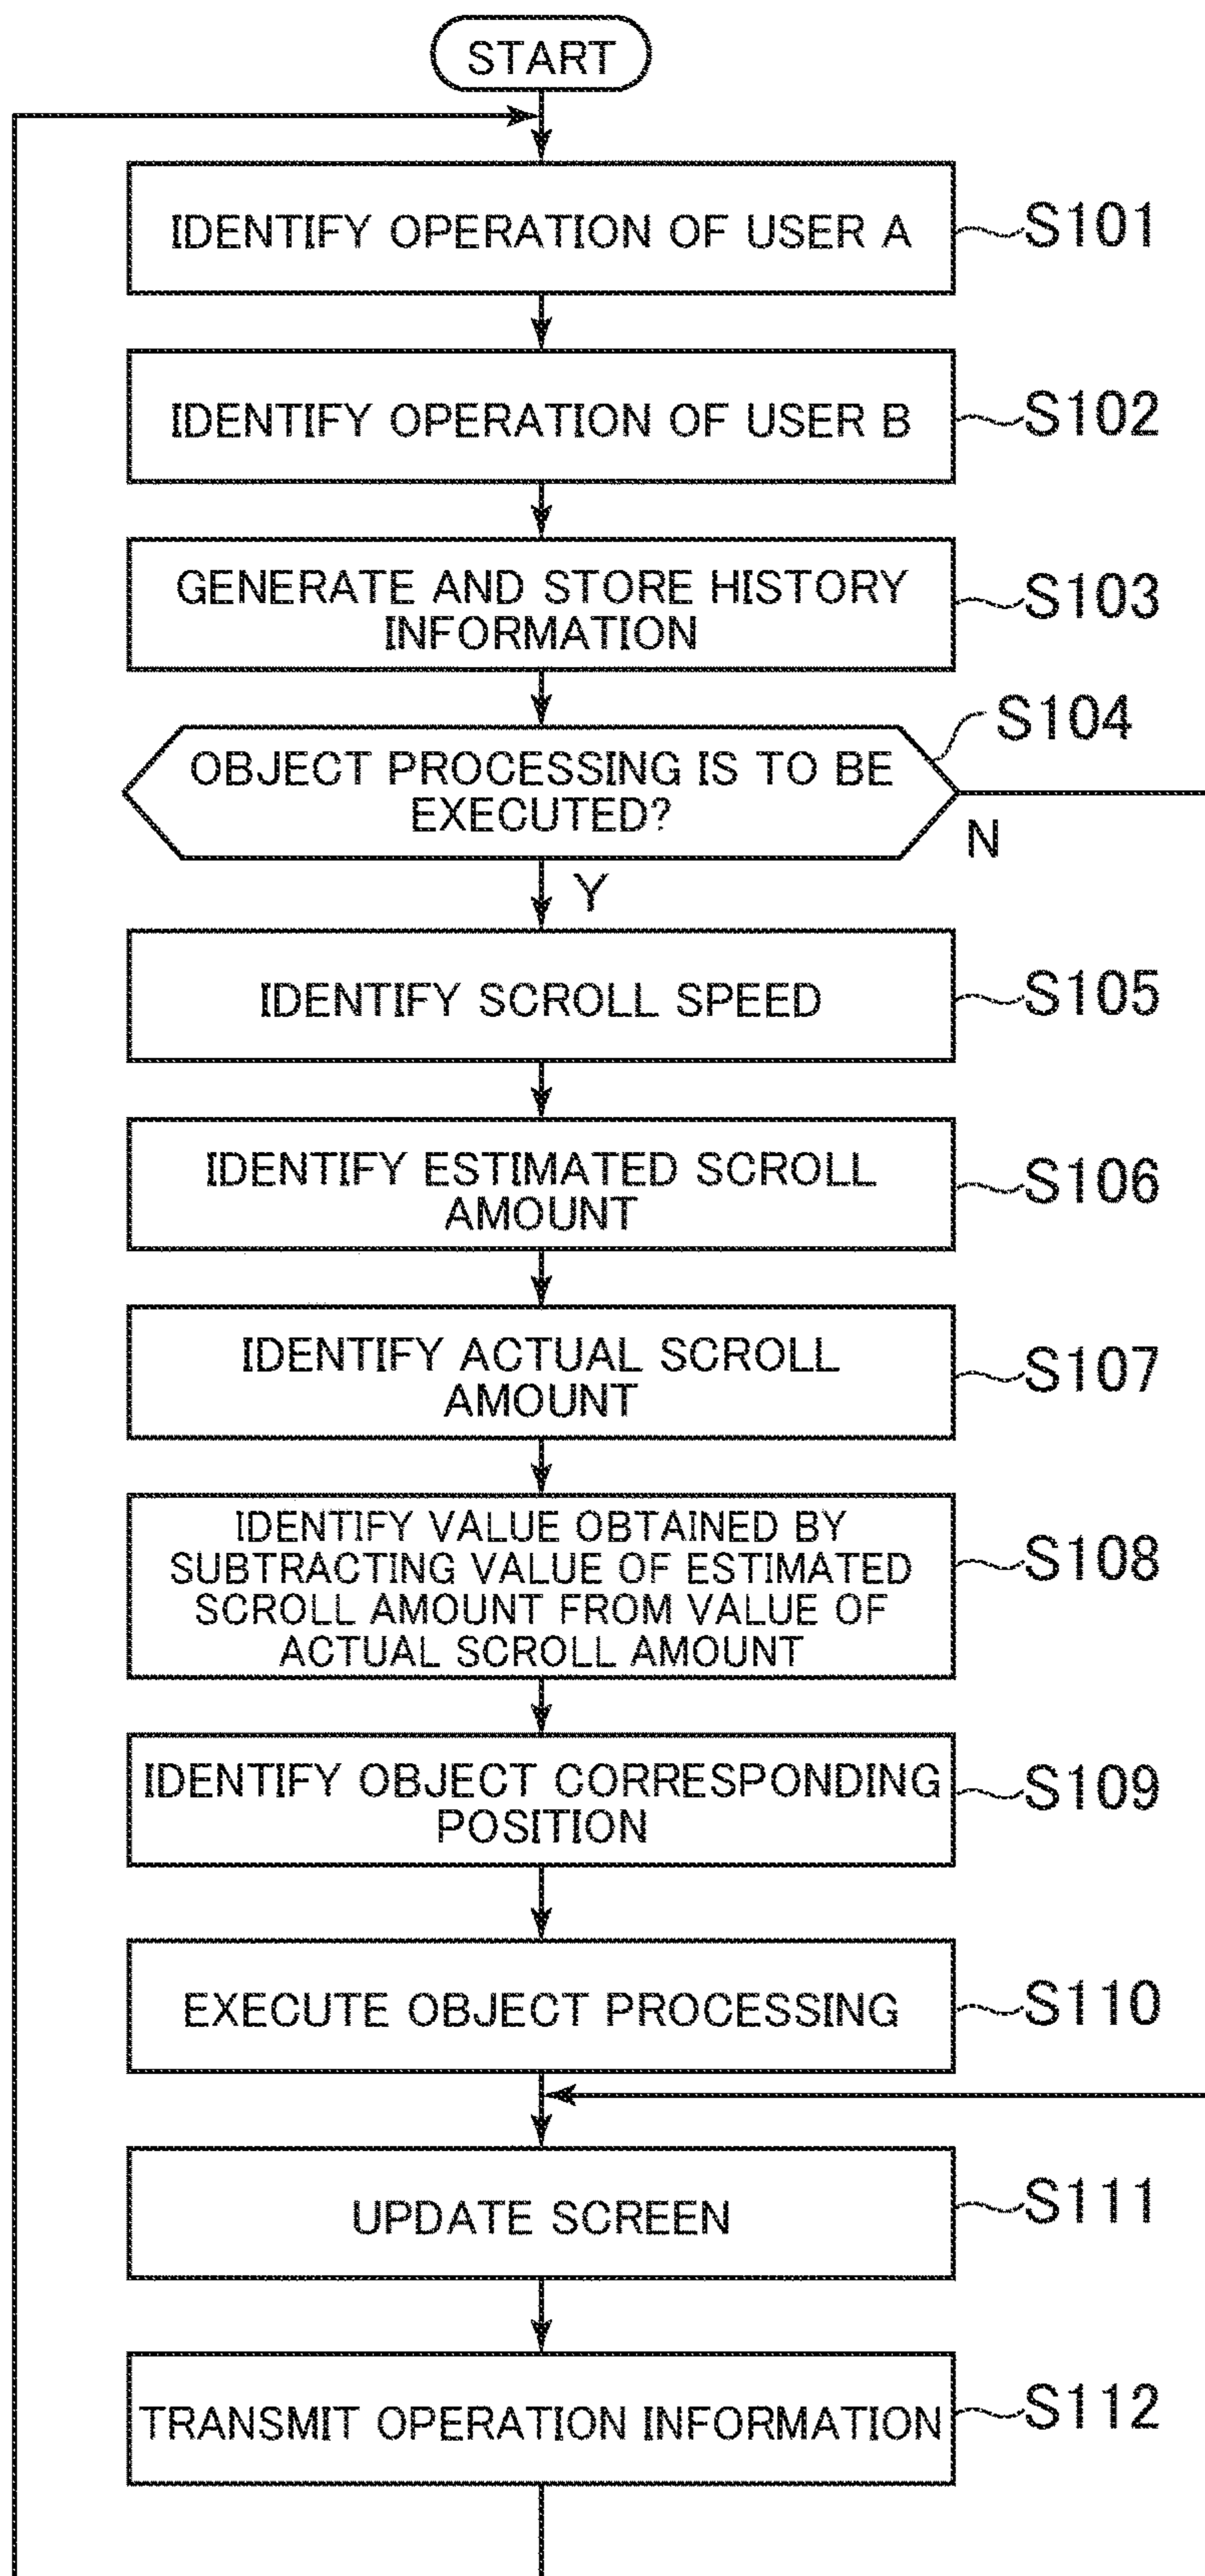 START
IDENTIFY OPERATION OF USER A
S101
IDENTIFY OPERATION OF USER B
S102
GENERATE AND STORE HISTORY
INFORMATION
S103
S104
OBJECT PROCESSING IS TO BE
EXECUTED?
N
Y
IDENTIFY SCROLL SPEED
S105
IDENTIFY ESTIMATED SCROLL
AMOUNT
S106
IDENTIFY ACTUAL SCROLL
AMOUNT
S107
IDENTIFY VALUE OBTAINED BY
SUBTRACTING VALUE OF ESTIMATED
SCROLL AMOUNT FROM VALUE OF
ACTUAL SCROLL AMOUNT
S108
IDENTIFY OBJECT CORRESPONDING
POSITION
S109
EXECUTE OBJECT PROCESSING
S110
UPDATE SCREEN
S111
TRANSMIT OPERATION INFORMATION
S112